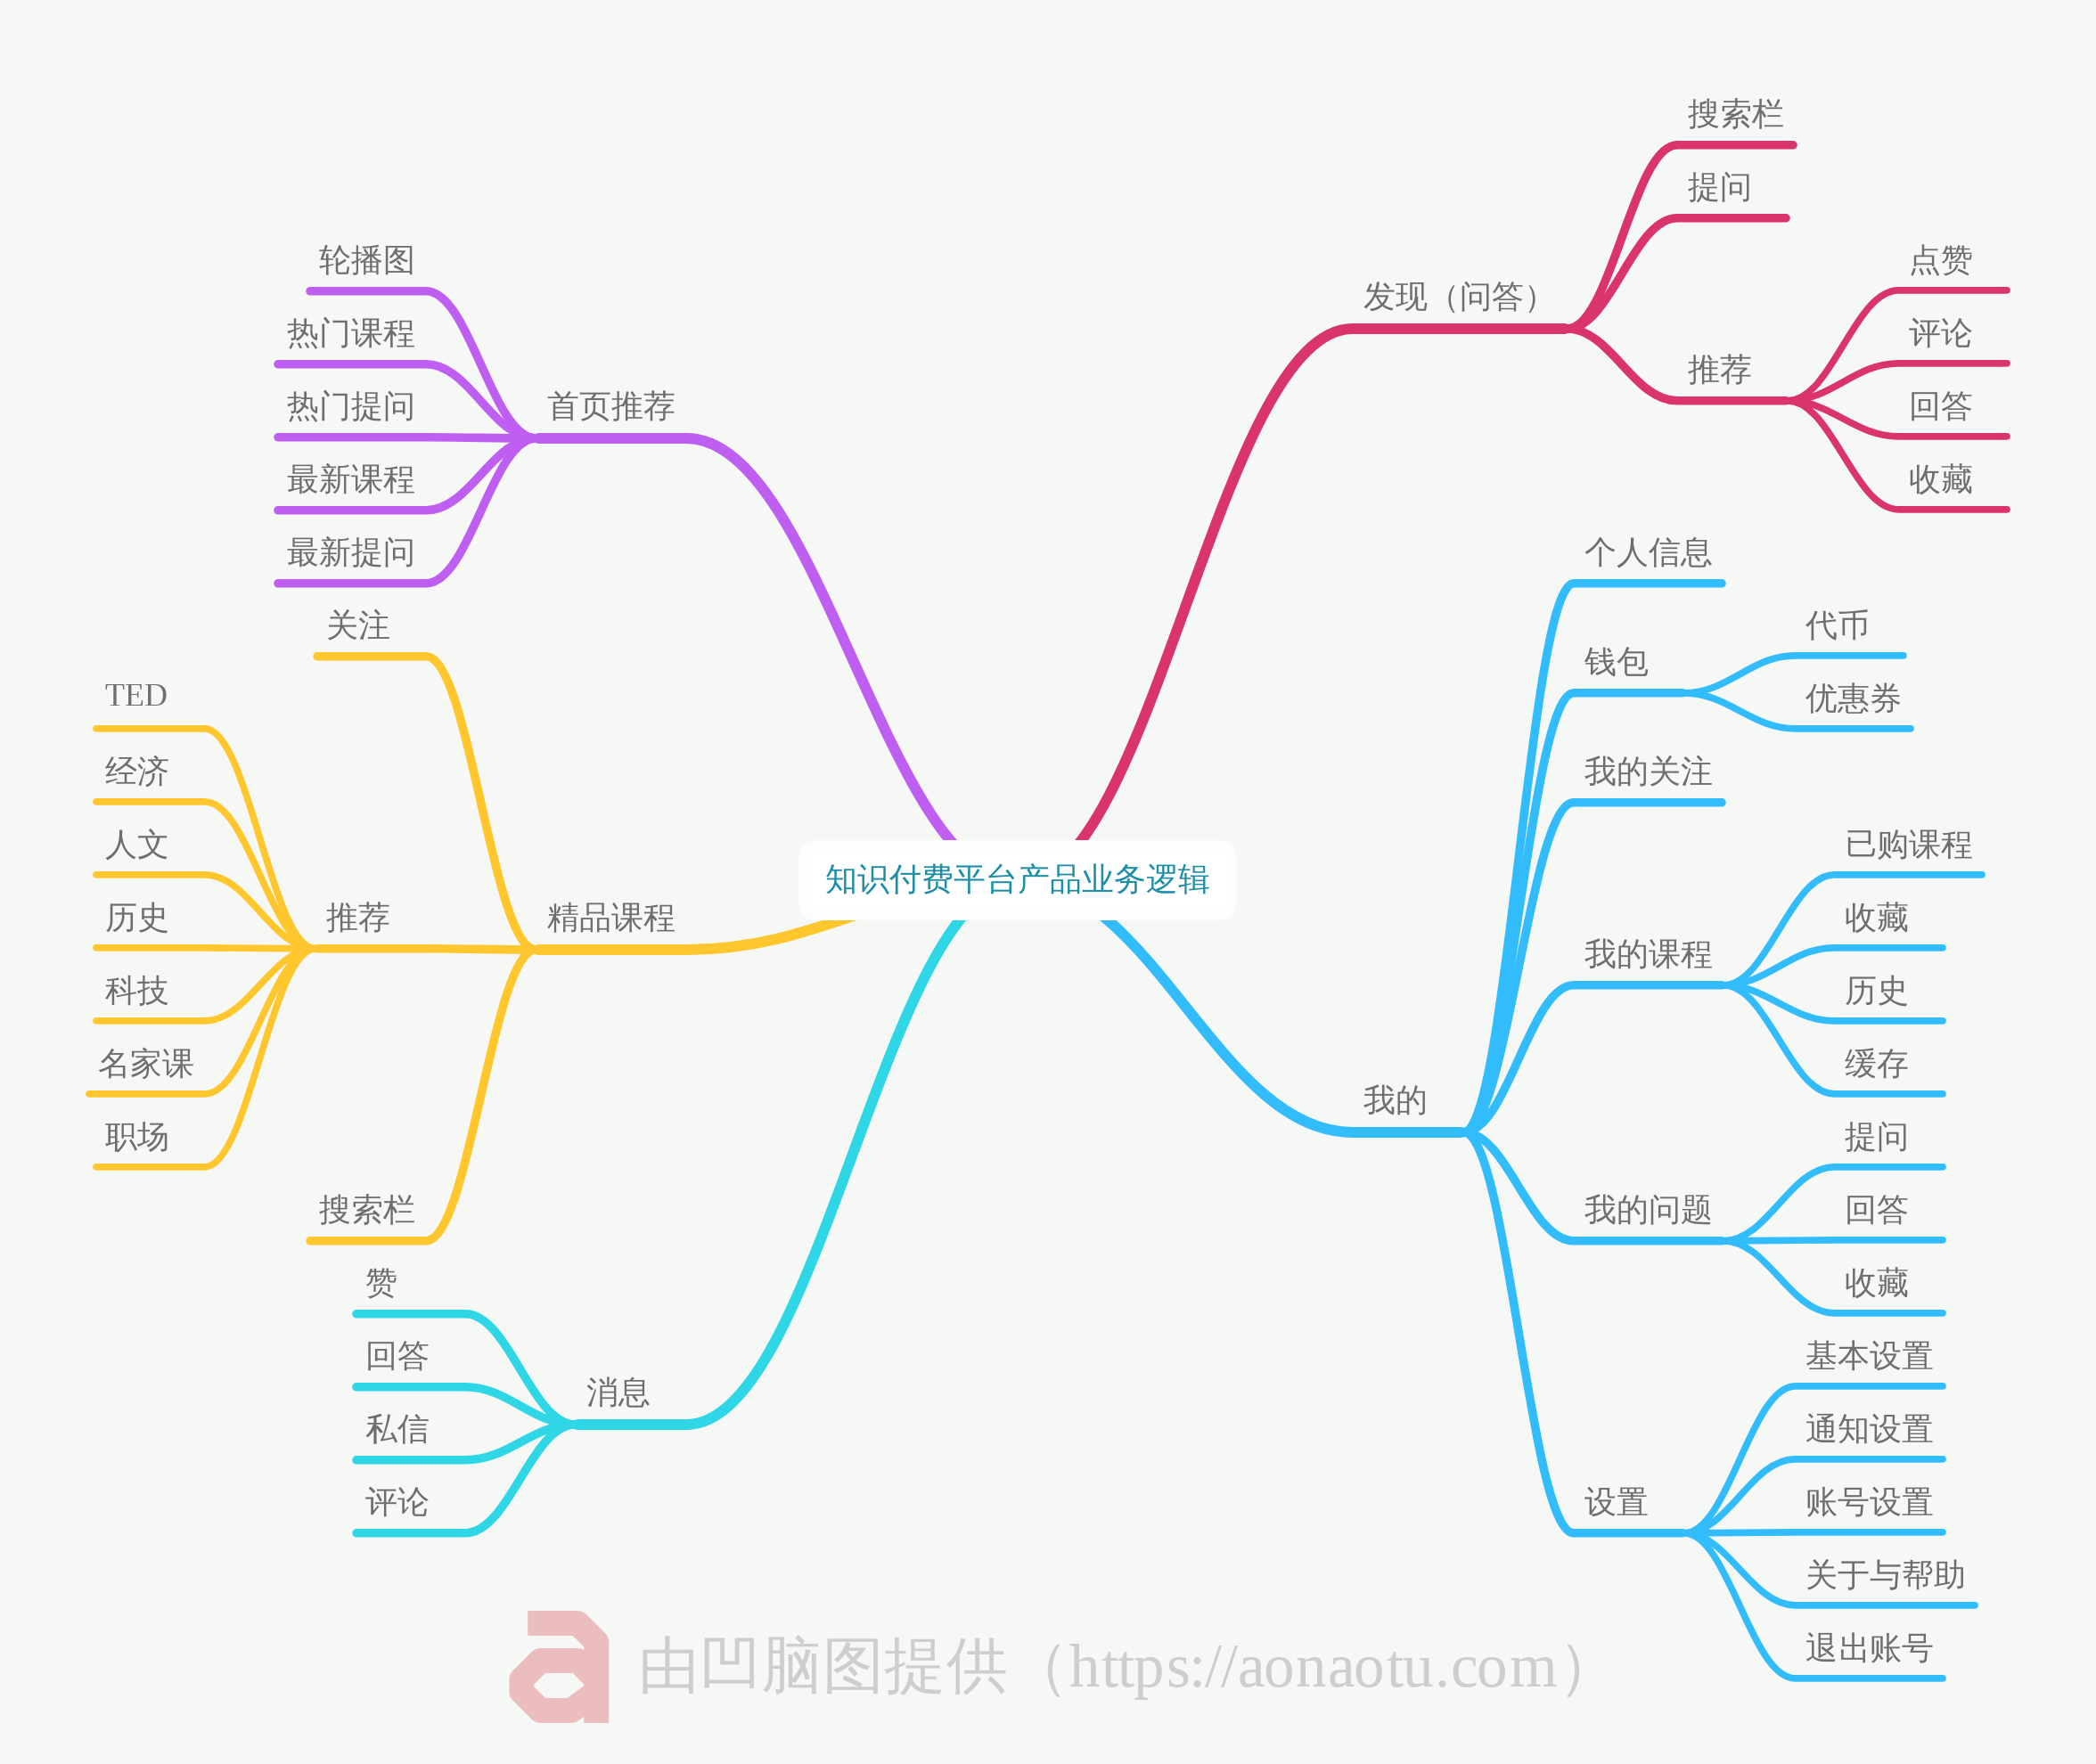 知识付费平台产品业务逻辑
发现（问答）
搜索栏
提问
推荐
点赞
评论
回答
收藏
我的
个人信息
钱包
代币
优惠券
我的关注
我的课程
已购课程
收藏
历史
缓存
我的问题
提问
回答
收藏
设置
基本设置
通知设置
账号设置
关于与帮助
退出账号
首页推荐
轮播图
热门课程
热门提问
最新课程
最新提问
精品课程
关注
推荐
TED
经济
人文
历史
科技
名家课
职场
搜索栏
消息
赞
回答
私信
评论
由凹脑图提供（https://aonaotu.com）